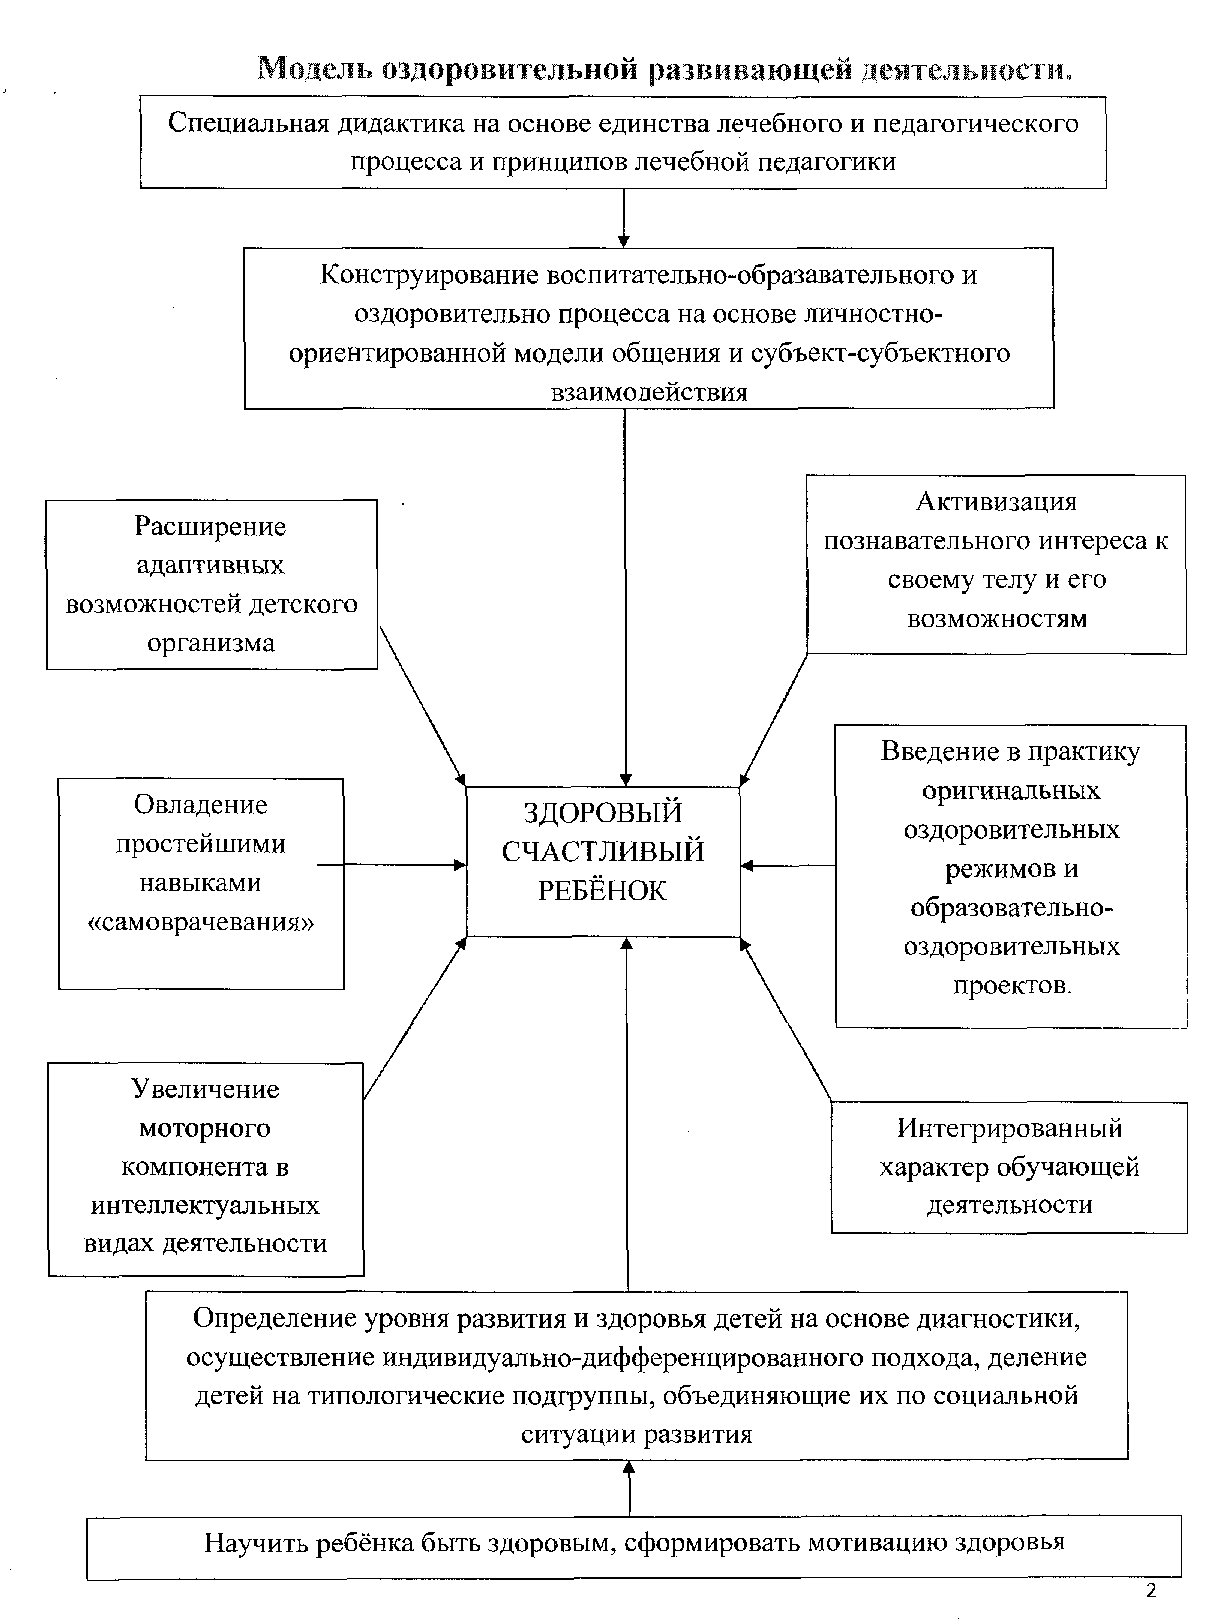 Модель оздоровительной развивающей деятельности.
Специальная дидактика на основе единства лечебного и педагогического
процесса и принципов лечебной педагогики
Конструирование воспитательно-образавательного и
оздоровительно процесса на основе личностно-
ориентированной модели общения и субъект-субъектного
взаимодействия
Расширение
адаптивных
возможностей детского
организма
Активизация
познавательного интереса к
своему телу и его
возможностям
Овладение
простейшими
навыками
«самоврачевания»
ЗДОРОВЫЙ
СЧАСТЛИВЫЙ
РЕБЁНОК
Введение в практику
оригинальных
оздоровительных
режимов и
образовательно-
оздоровительных
проектов.
Увеличение
моторного
компонента в
интеллектуальных
видах деятельности
Интегрированный
характер обучающей
деятельности
Определение уровня развития и здоровья детей на основе диагностики,
осуществление индивидуально-дифференцированного подхода, деление
детей на типологические подгруппы, объединяющие их по социальной
ситуации развития
Научить ребёнка быть здоровым, сформировать мотивацию здоровья
2